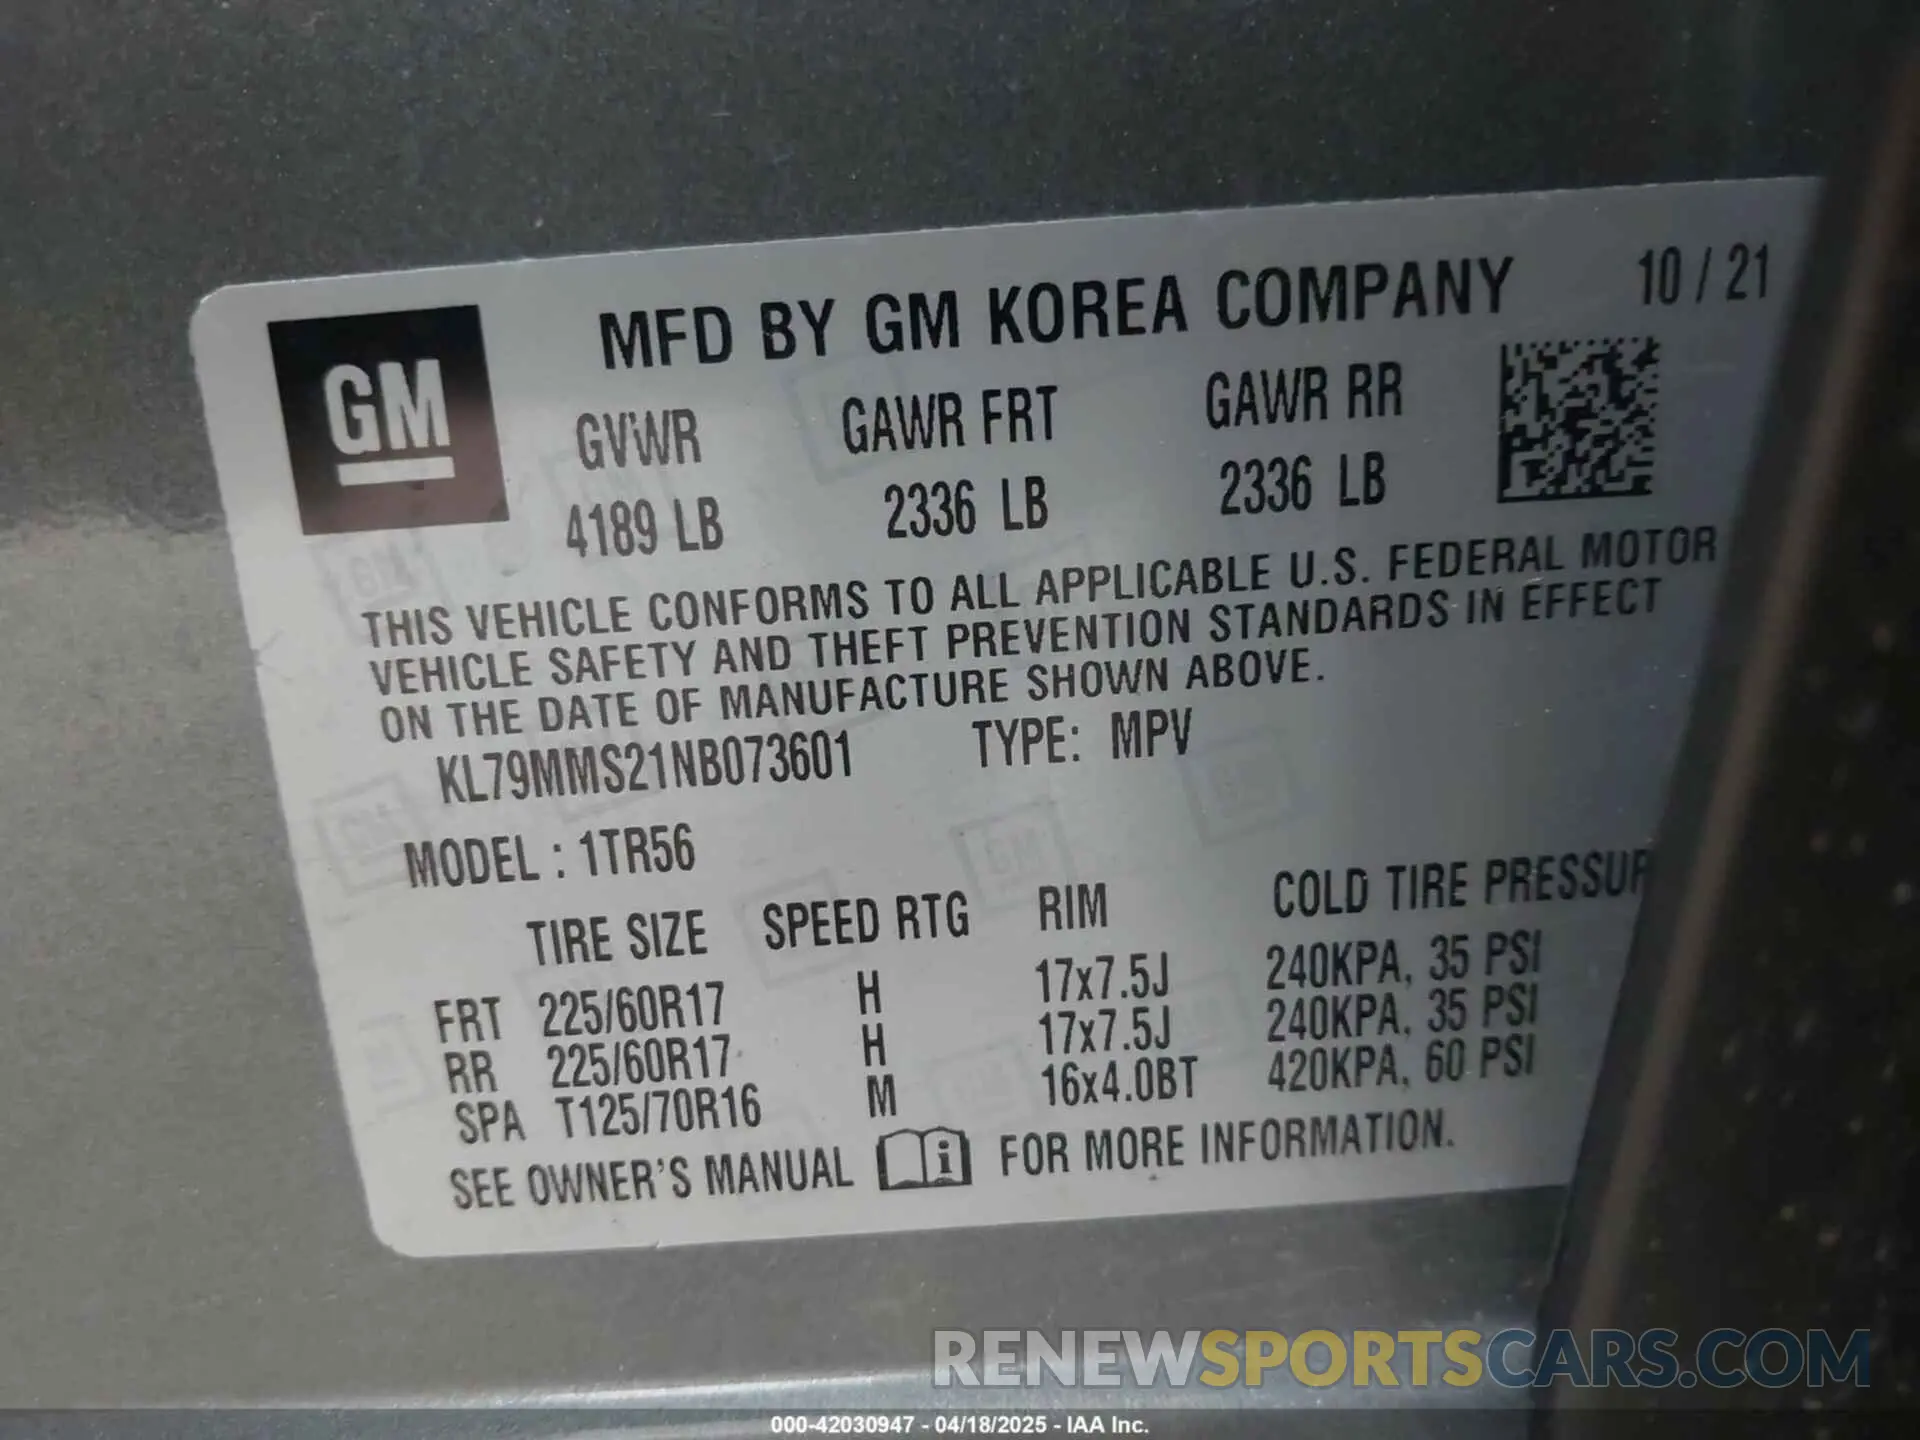 MFD BY GM KOREA COMPANY 10 / 21
GM
GVWR GAWR FRT GAWR RR
4189 LB 2336 LB 2336 LB
THIS VEHICLE CONFORMS TO ALL APPLICABLE U.S. FEDERAL MOTOR
VEHICLE SAFETY AND THEFT PREVENTION STANDARDS IN EFFECT
ON THE DATE OF MANUFACTURE SHOWN ABOVE.
KL79MMS21NB073601 TYPE: MPV
MODEL : 1TR56
TIRE SIZE SPEED RTG RIM COLD TIRE PRESSUR
FRT 225/60R17 H 17x7.5J 240KPA, 35 PSI
RR 225/60R17 H 17x7.5J 240KPA, 35 PSI
SPA T125/70R16 M 16x4.0BT 420KPA, 60 PSI
SEE OWNER'S MANUAL i FOR MORE INFORMATION.
RENEWSPORTSCARS.COM
000-42030947 - 04/18/2025 - IAA Inc.